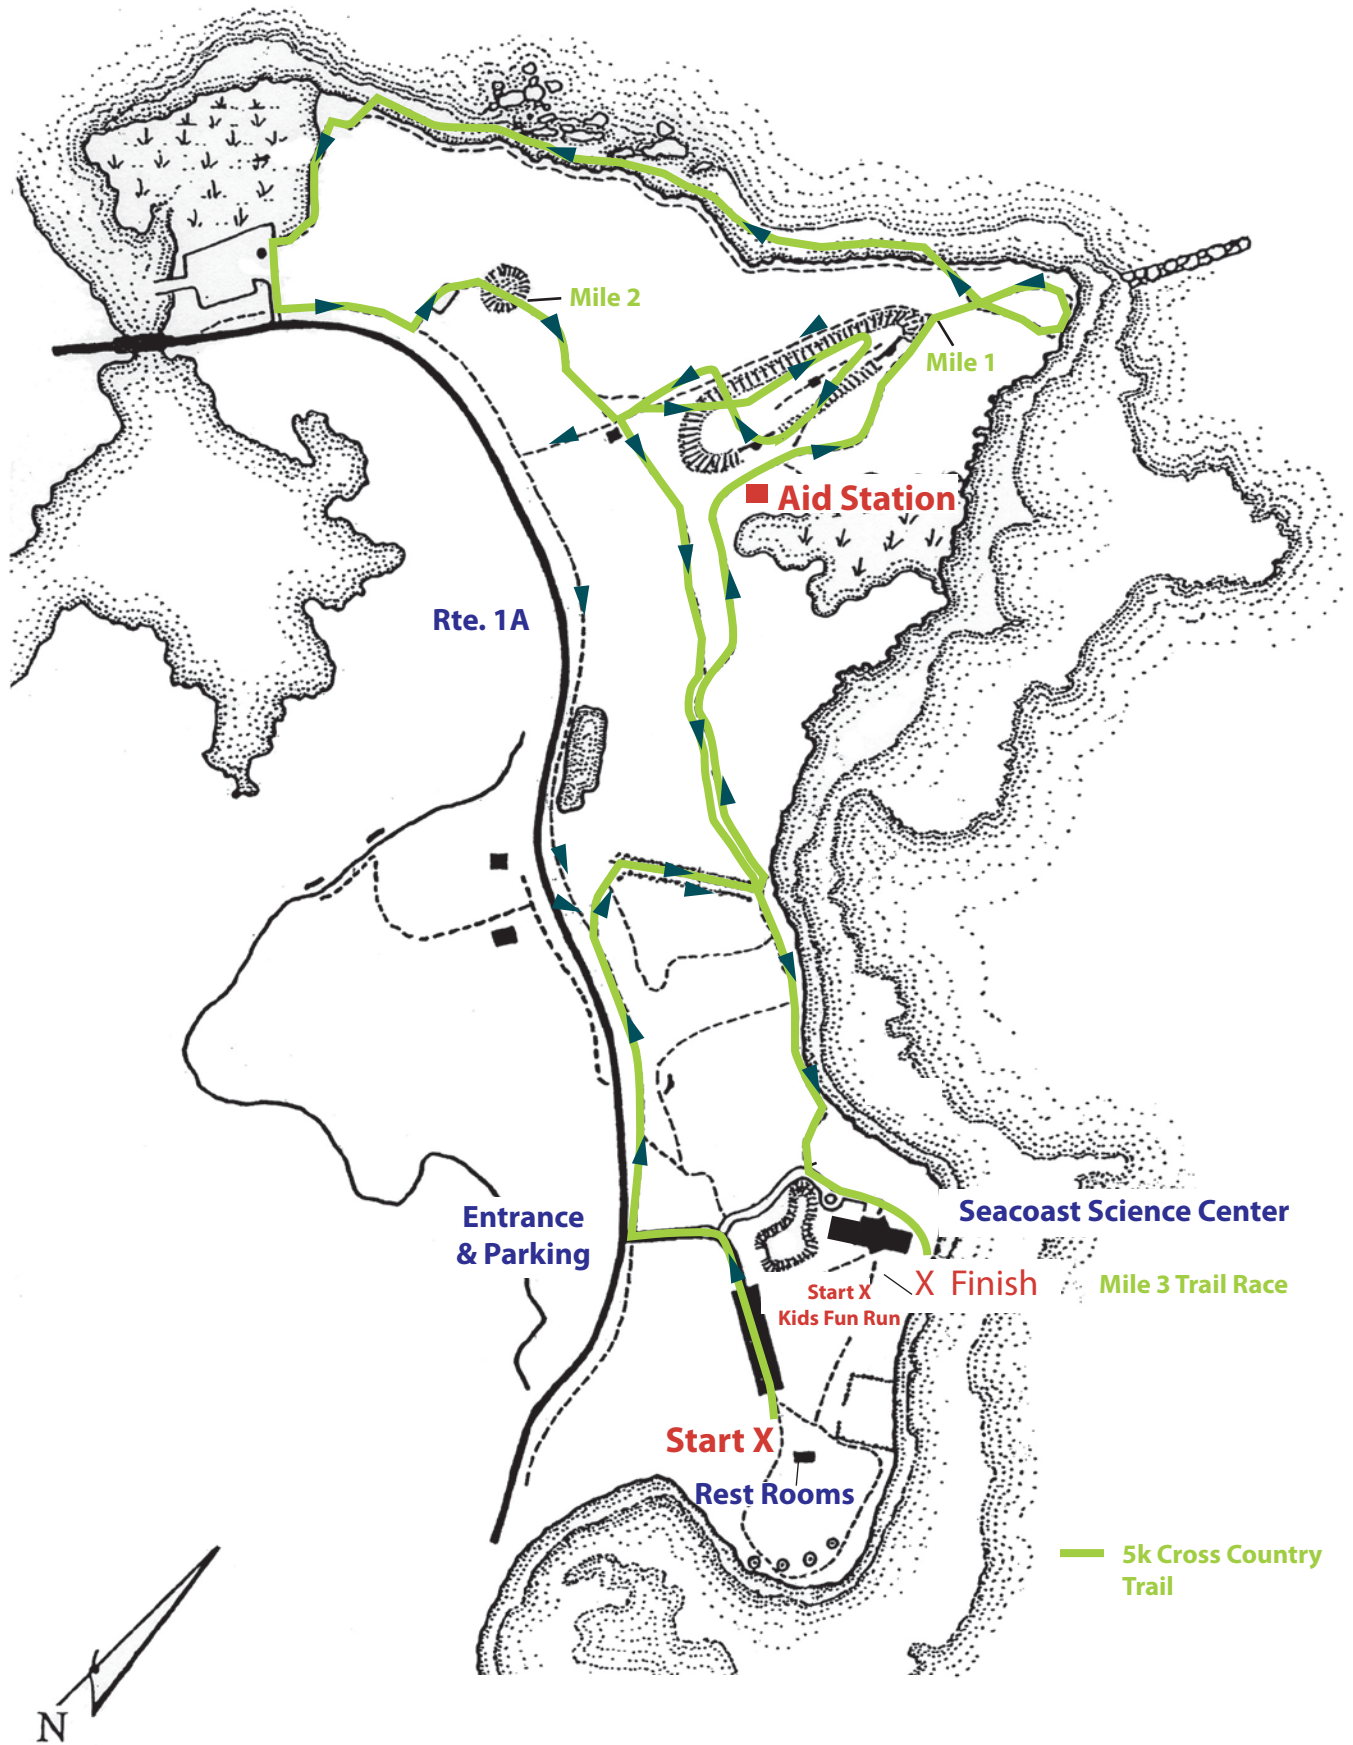 Mile 2
Mile 1
Aid Station
Rte. 1A
Entrance
& Parking
Seacoast Science Center
X Finish
Mile 3 Trail Race
Start X
Kids Fun Run
Start X
Rest Rooms
5k Cross Country
Trail
N